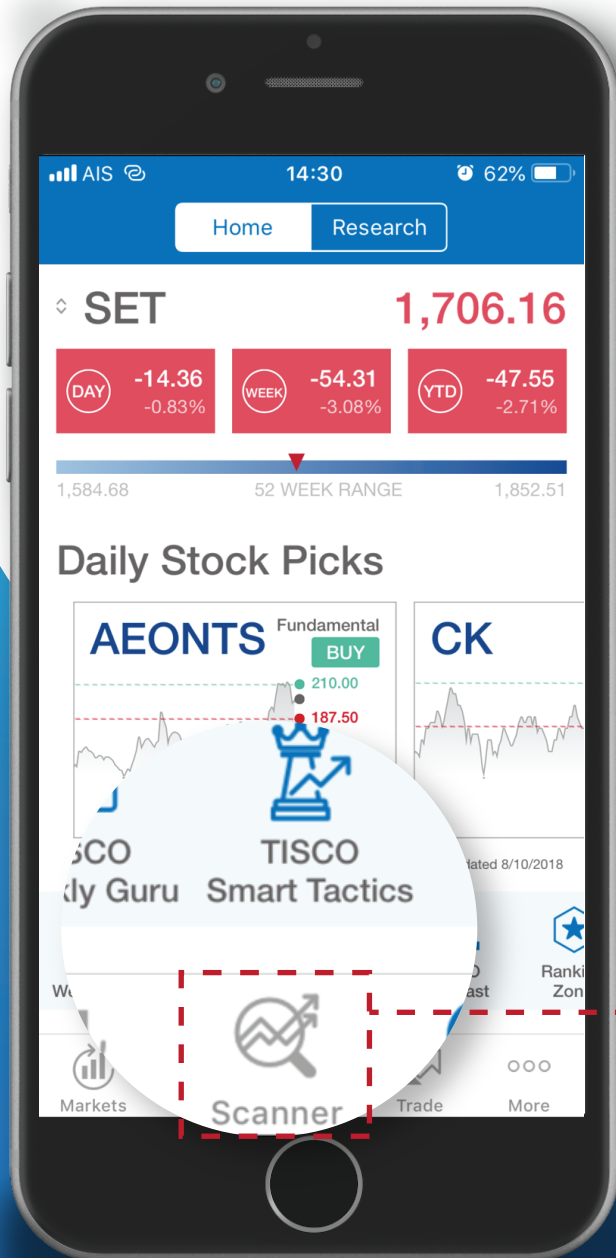 AIS 14:30 62%
Home Research
SET 1,706.16
DAY -14.36 WEEK -54.31 YTD -47.55
-0.83% -3.08% -2.71%
1,584.68 52 WEEK RANGE 1,852.51
Daily Stock Picks
AEONTS Fundamental CK
BUY
210.00
187.50
SCO TISCO
kly Guru Smart Tactics
ated 8/10/2018
We ast Ranki
Zon
Scanner
Markets Trade More